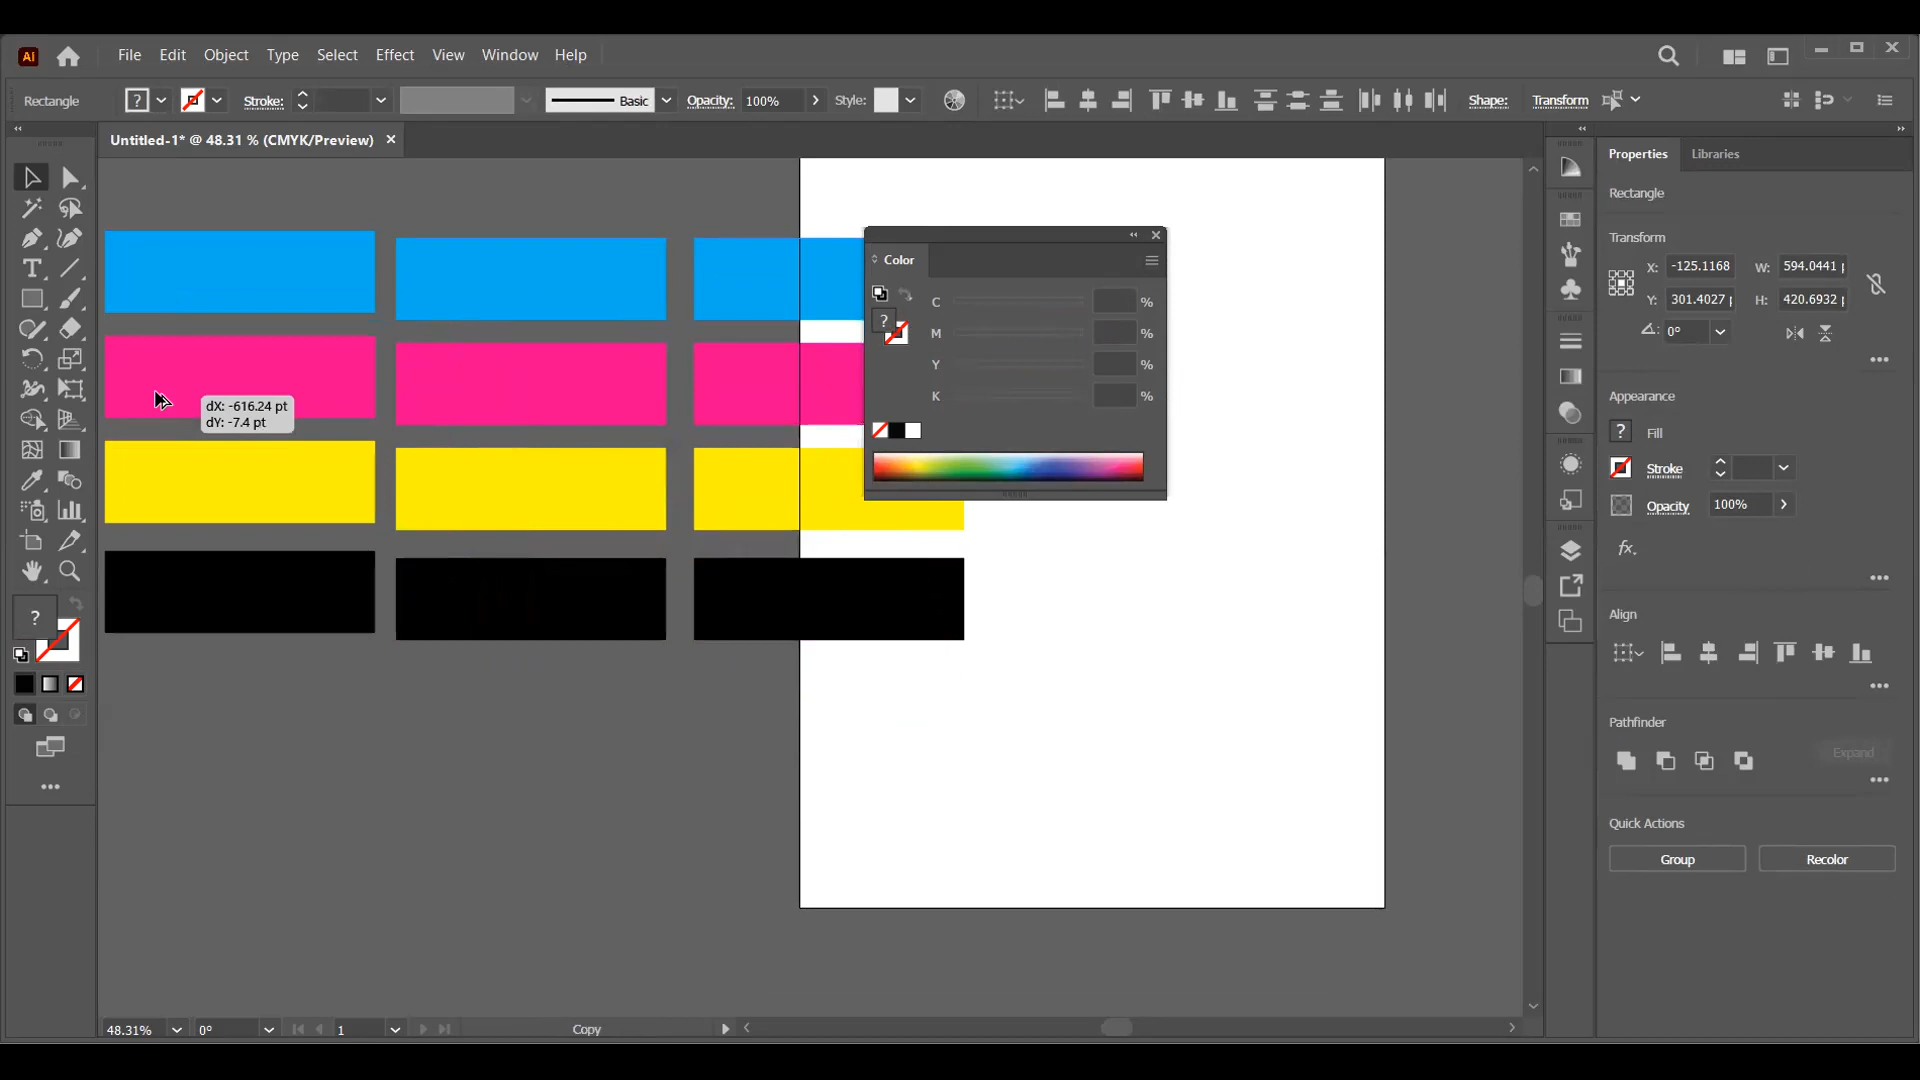 Ai File Edit Object Type Select Effect View Window Help
Rectangle ? Stroke: Basic Opacity: 100% Style: Shape: Transform
Untitled-1* @ 48.31 % (CMYK/Preview)
Properties Libraries
Rectangle
Transform
X: -125.1168 W: 594.0441
Y: 301.4027 H: 420.6932
0°
Appearance
? Fill
Stroke
Opacity 100%
fx.
Align
Pathfinder
Expand
Quick Actions
Group Recolor
Color
C %
? M %
Y %
K %
dX: -616.24 pt
dY: -7.4 pt
?
48.31% 0° 1 Copy